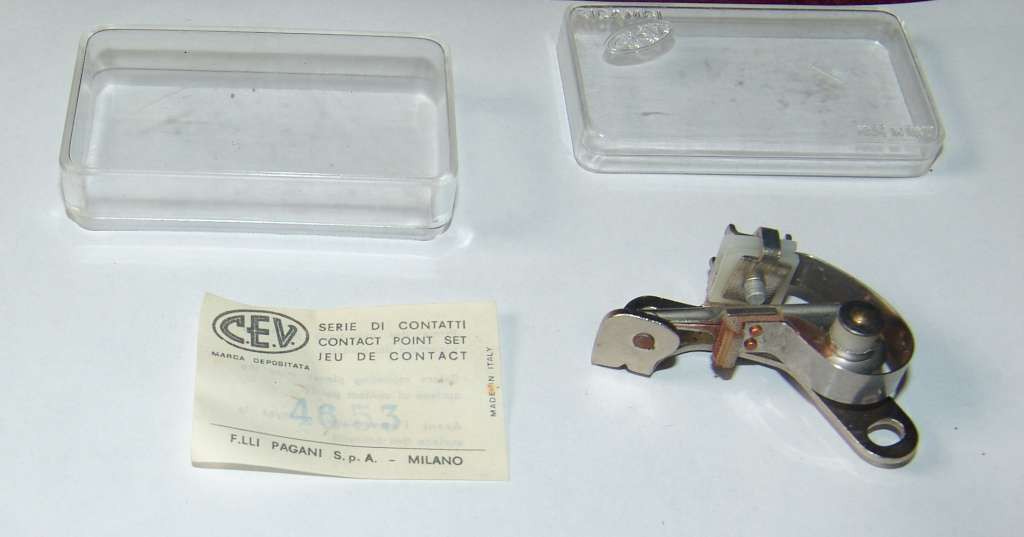 C.E.V.
MARCA DEPOSITATA
SERIE DI CONTATTI
CONTACT POINT SET
JEU DE CONTACT
MADE IN ITALY
4653
F.LLI PAGANI S.p.A. - MILANO